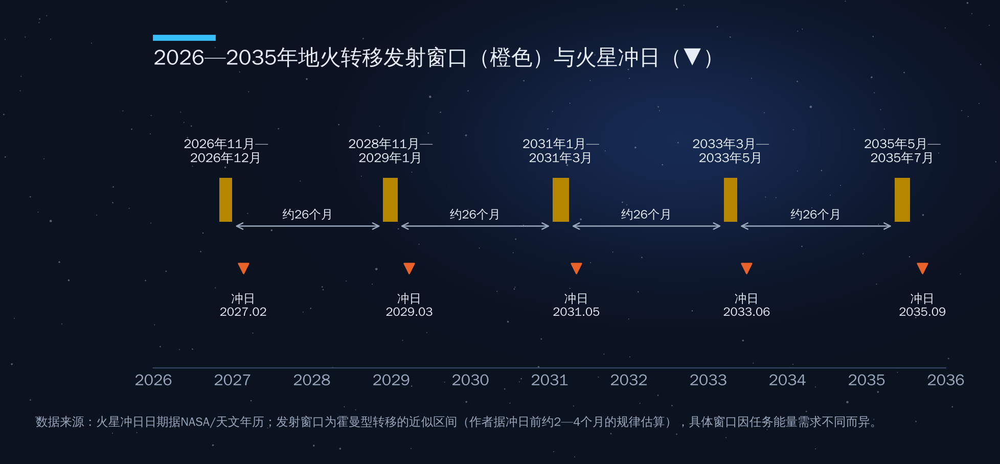 2026—2035年地火转移发射窗口（橙色）与火星冲日（▼）
2026年11月—
2026年12月
2028年11月—
2029年1月
2031年1月—
2031年3月
2033年3月—
2033年5月
2035年5月—
2035年7月
约26个月
约26个月
约26个月
约26个月
冲日
2027.02
冲日
2029.03
冲日
2031.05
冲日
2033.06
冲日
2035.09
2026
2027
2028
2029
2030
2031
2032
2033
2034
2035
2036
数据来源：火星冲日日期据NASA/天文年历；发射窗口为霍曼型转移的近似区间（作者据冲日前约2—4个月的规律估算），具体窗口因任务能量需求不同而异。